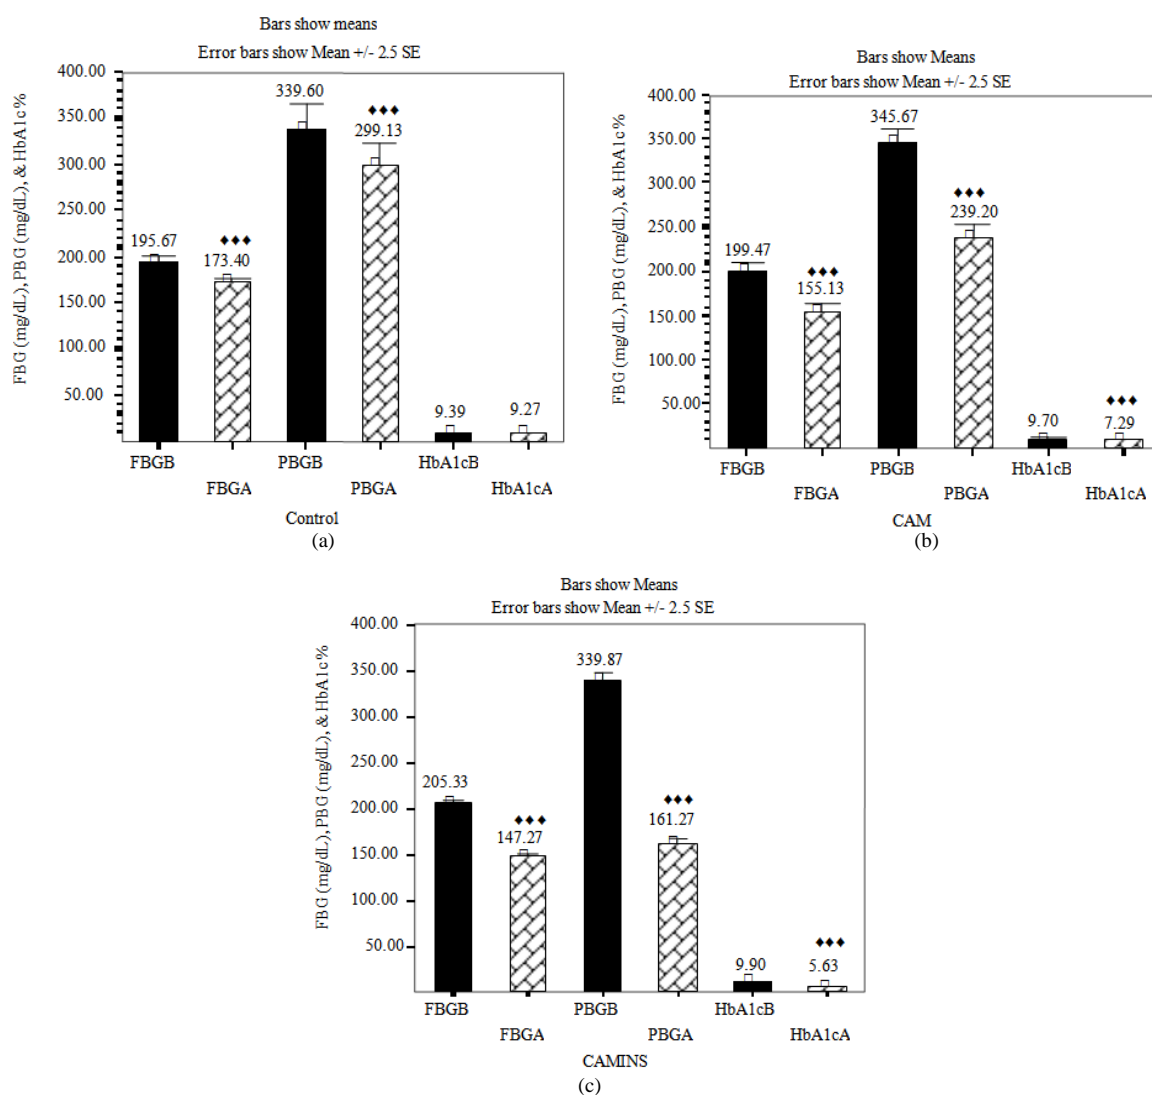 Bars show means
Error bars show Mean +/- 2.5 SE
FBG (mg/dL), PBG (mg/dL), & HbA1c%
400.00
350.00
300.00
250.00
200.00
150.00
100.00
50.00
195.67
♦♦♦
173.40
339.60
♦♦♦
299.13
9.39
9.27
FBGB
FBGA
PBGB
PBGA
HbA1cB
HbA1cA
Control
(a)
Bars show Means
Error bars show Mean +/- 2.5 SE
FBG (mg/dL), PBG (mg/dL), & HbA1c%
400.00
350.00
300.00
250.00
200.00
150.00
100.00
50.00
199.47
♦♦♦
155.13
345.67
♦♦♦
239.20
9.70
♦♦♦
7.29
FBGB
FBGA
PBGB
PBGA
HbA1cB
HbA1cA
CAM
(b)
Bars show Means
Error bars show Mean +/- 2.5 SE
FBG (mg/dL), PBG (mg/dL), & HbA1c%
400.00
350.00
300.00
250.00
200.00
150.00
100.00
50.00
205.33
♦♦♦
147.27
339.87
♦♦♦
161.27
9.90
♦♦♦
5.63
FBGB
FBGA
PBGB
PBGA
HbA1cB
HbA1cA
CAMINS
(c)